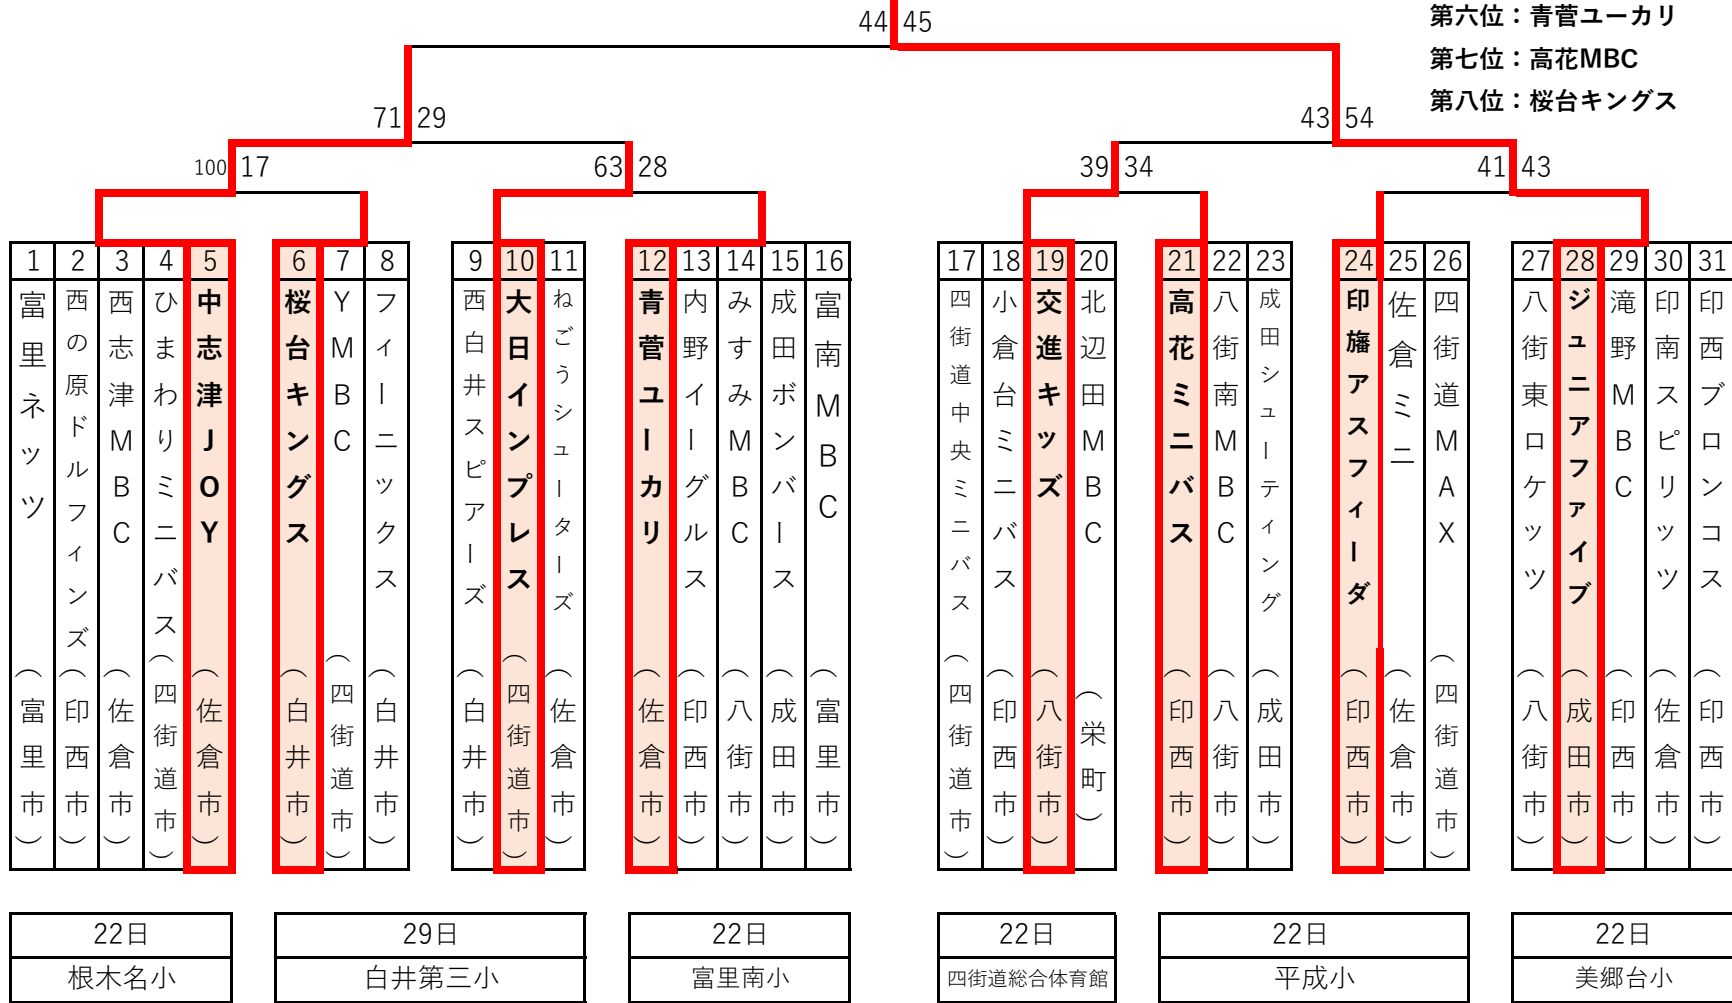 44 45
第六位：青菅ユーカリ
第七位：高花MBC
第八位：桜台キングス
71 29
43 54
100 17
63 28
39 34
41 43
1 富里ネッツ （富里市）
2 西の原ドルフィンズ （印西市）
3 西志津MBC （佐倉市）
4 ひまわりミニバス （四街道市）
5 中志津JOY （佐倉市）
6 桜台キングス （白井市）
7 YMBC （四街道市）
8 フィーニックス （白井市）
9 西白井スピアーズ （白井市）
10 大日インプレス （四街道市）
11 ねごうシューターズ （佐倉市）
12 青菅ユーカリ （佐倉市）
13 内野イーグルス （印西市）
14 みすみMBC （八街市）
15 成田ボンバース （成田市）
16 富南MBC （富里市）
17 四街道中央ミニバス （四街道市）
18 小倉台ミニバス （印西市）
19 交進キッズ （八街市）
20 北辺田MBC （栄町）
21 高花ミニバス （印西市）
22 八街南MBC （八街市）
23 成田シューティング （成田市）
24 印旛アスフィーダ （印西市）
25 佐倉ミニ （佐倉市）
26 四街道MAX （四街道市）
27 八街東ロケッツ （八街市）
28 ジュニアファイブ （成田市）
29 滝野MBC （印西市）
30 印南スピリッツ （佐倉市）
31 印西ブロンコス （印西市）
22日
根木名小
29日
白井第三小
22日
富里南小
22日
四街道総合体育館
22日
平成小
22日
美郷台小